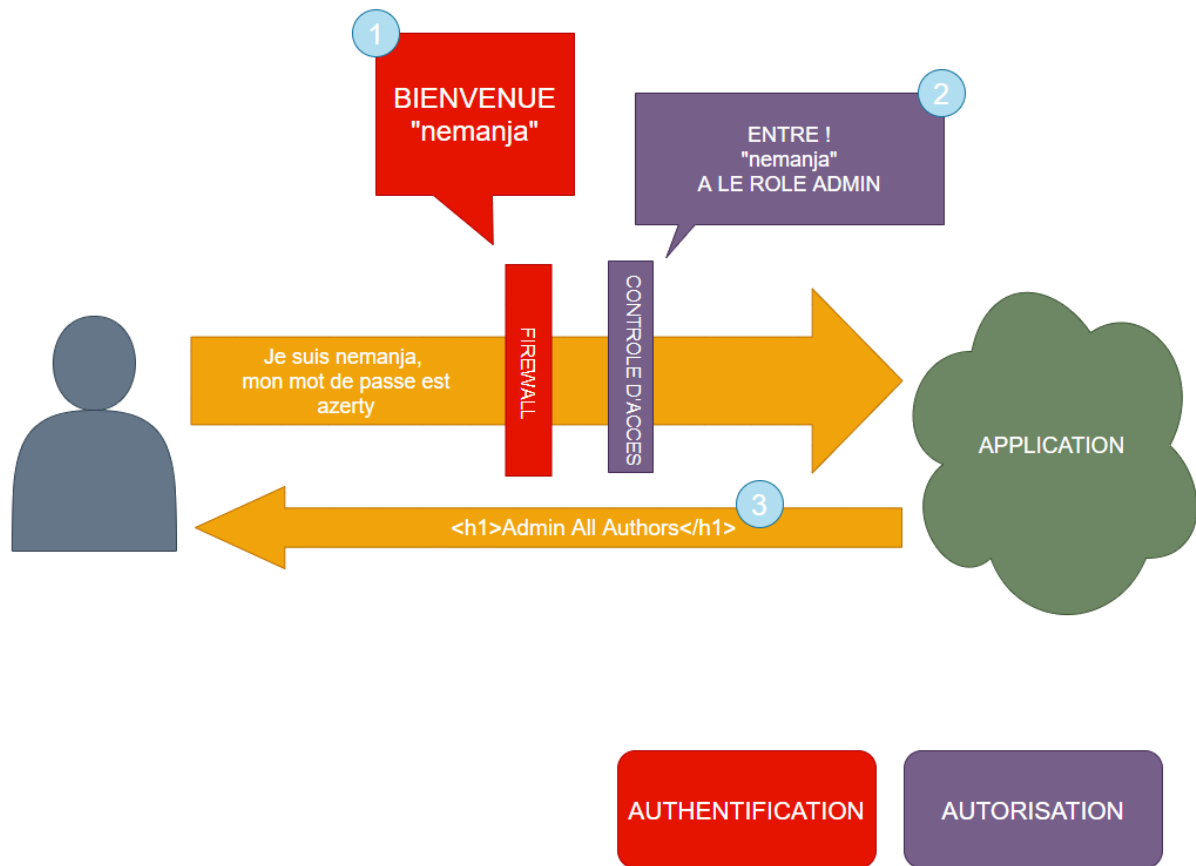 1
BIENVENUE
"nemanja"
2
ENTRE !
"nemanja"
A LE ROLE ADMIN
Je suis nemanja,
mon mot de passe est
azerty
FIREWALL
CONTROLE D'ACCES
APPLICATION
3
<h1>Admin All Authors</h1>
AUTHENTIFICATION
AUTORISATION